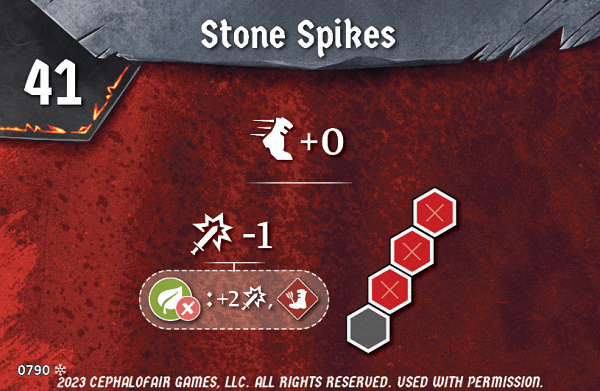 Stone Spikes
41
+0
-1
: +2 ,
0790
2023 CEPHALOFAIR GAMES, LLC. ALL RIGHTS RESERVED. USED WITH PERMISSION.